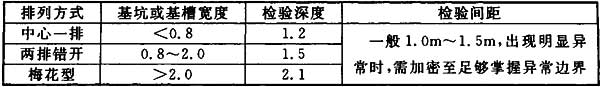 排列方式 基坑或基槽宽度 检验深度 检验间距
中心一排 <0.8 1.2
两排错开 0.8~2.0 1.5
梅花型 >2.0 2.1
一般1.0m~1.5m,出现明显异
常时,需加密至足够掌握异常边界